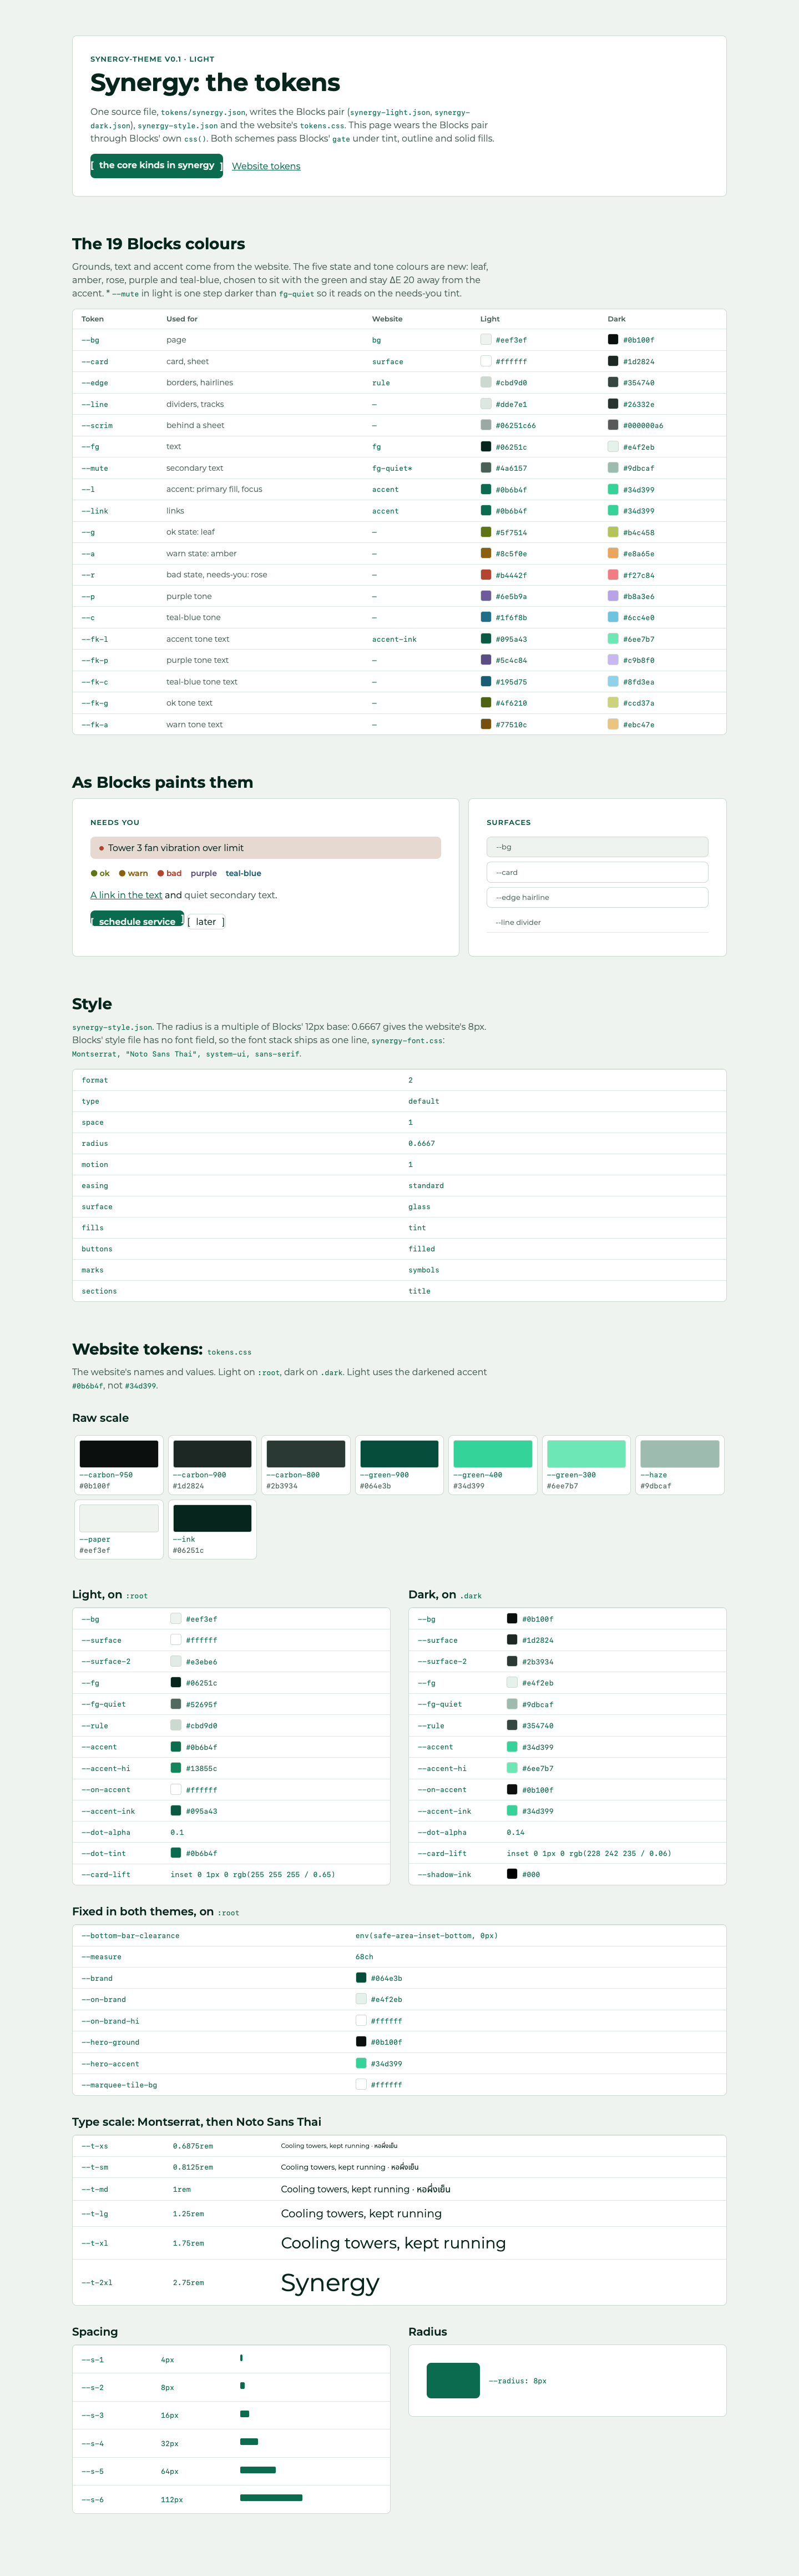 SYNERGY-THEME V0.1 · LIGHT
Synergy: the tokens
One source file, tokens/synergy.json, writes the Blocks pair (synergy-light.json, synergy-
dark.json), synergy-style.json and the website's tokens.css. This page wears the Blocks pair
through Blocks' own css(). Both schemes pass Blocks' gate under tint, outline and solid fills.
[ the core kinds in synergy ] Website tokens
The 19 Blocks colours
Grounds, text and accent come from the website. The five state and tone colours are new: leaf,
amber, rose, purple and teal-blue, chosen to sit with the green and stay ΔE 20 away from the
accent. * --mute in light is one step darker than fg-quiet so it reads on the needs-you tint.
Token Used for Website Light Dark
--bg page bg #eef3ef #0b100f
--card card, sheet surface #ffffff #1d2824
--edge borders, hairlines rule #cbd9d0 #354740
--line dividers, tracks — #dde7e1 #26332e
--scrim behind a sheet — #06251c66 #000000a6
--fg text fg #06251c #e4f2eb
--mute secondary text fg-quiet* #4a6157 #9dbcaf
--l accent: primary fill, focus accent #0b6b4f #34d399
--link links accent #0b6b4f #34d399
--g ok state: leaf — #5f7514 #b4c458
--a warn state: amber — #8c5f0e #e8a65e
--r bad state, needs-you: rose — #b4442f #f27c84
--p purple tone — #6e5b9a #b8a3e6
--c teal-blue tone — #1f6f8b #6cc4e0
--fk-l accent tone text accent-ink #095a43 #6ee7b7
--fk-p purple tone text — #5c4c84 #c9b8f0
--fk-c teal-blue tone text — #195d75 #8fd3ea
--fk-g ok tone text — #4f6210 #ccd37a
--fk-a warn tone text — #77510c #ebc47e
As Blocks paints them
NEEDS YOU
Tower 3 fan vibration over limit
ok warn bad purple teal-blue
A link in the text and quiet secondary text.
[ schedule service ] [ later ]
SURFACES
--bg
--card
--edge hairline
--line divider
Style
synergy-style.json. The radius is a multiple of Blocks' 12px base: 0.6667 gives the website's 8px.
Blocks' style file has no font field, so the font stack ships as one line, synergy-font.css:
Montserrat, "Noto Sans Thai", system-ui, sans-serif.
format 2
type default
space 1
radius 0.6667
motion 1
easing standard
surface glass
fills tint
buttons filled
marks symbols
sections title
Website tokens: tokens.css
The website's names and values. Light on :root, dark on .dark. Light uses the darkened accent
#0b6b4f, not #34d399.
Raw scale
--carbon-950 --carbon-900 --carbon-800 --green-900 --green-400 --green-300 --haze
#0b100f #1d2824 #2b3934 #064e3b #34d399 #6ee7b7 #9dbcaf
--paper --ink
#eef3ef #06251c
Light, on :root
--bg #eef3ef
--surface #ffffff
--surface-2 #e3ebe6
--fg #06251c
--fg-quiet #52695f
--rule #cbd9d0
--accent #0b6b4f
--accent-hi #13855c
--on-accent #ffffff
--accent-ink #095a43
--dot-alpha 0.1
--dot-tint #0b6b4f
--card-lift inset 0 1px 0 rgb(255 255 255 / 0.65)
Dark, on .dark
--bg #0b100f
--surface #1d2824
--surface-2 #2b3934
--fg #e4f2eb
--fg-quiet #9dbcaf
--rule #354740
--accent #34d399
--accent-hi #6ee7b7
--on-accent #0b100f
--accent-ink #34d399
--dot-alpha 0.14
--card-lift inset 0 1px 0 rgb(228 242 235 / 0.06)
--shadow-ink #000
Fixed in both themes, on :root
--bottom-bar-clearance env(safe-area-inset-bottom, 0px)
--measure 68ch
--brand #064e3b
--on-brand #e4f2eb
--on-brand-hi #ffffff
--hero-ground #0b100f
--hero-accent #34d399
--marquee-tile-bg #ffffff
Type scale: Montserrat, then Noto Sans Thai
--t-xs 0.6875rem Cooling towers, kept running · หอผึ่งเย็น
--t-sm 0.8125rem Cooling towers, kept running · หอผึ่งเย็น
--t-md 1rem Cooling towers, kept running · หอผึ่งเย็น
--t-lg 1.25rem Cooling towers, kept running
--t-xl 1.75rem Cooling towers, kept running
--t-2xl 2.75rem Synergy
Spacing
--s-1 4px
--s-2 8px
--s-3 16px
--s-4 32px
--s-5 64px
--s-6 112px
Radius
--radius: 8px